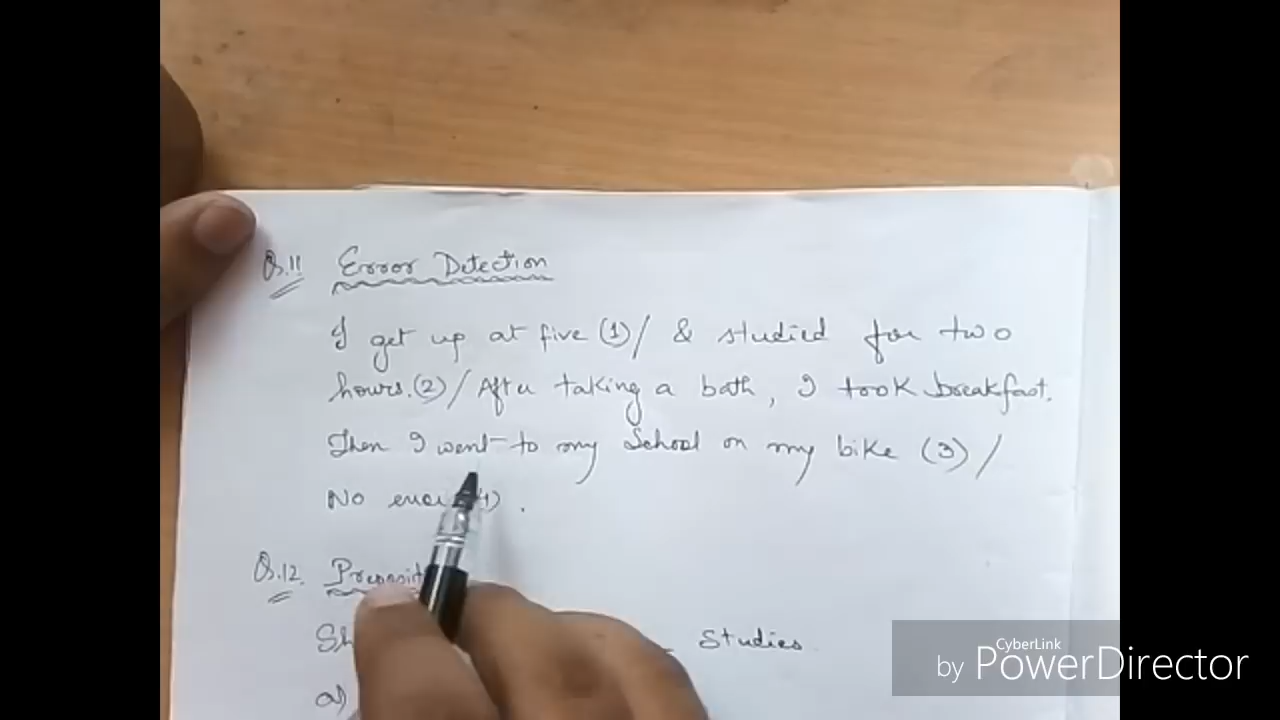 Q.11 Error Detection
I get up at five (1)/ & studied for two
hours.(2)/ After taking a bath, I took breakfast.
Then I went to my School on my bike (3)/
No error (4).
Q.12.
Studies
a)
CyberLink
by PowerDirector